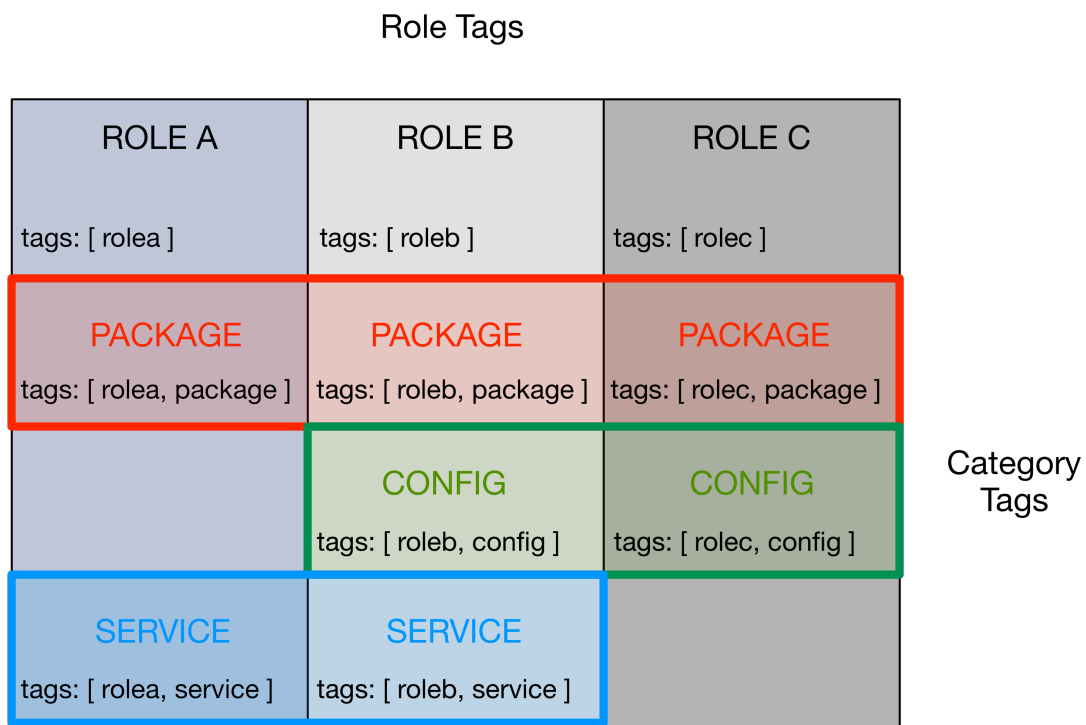 Role Tags
ROLE A
ROLE B
ROLE C
tags: [ rolea ]
tags: [ roleb ]
tags: [ rolec ]
PACKAGE
PACKAGE
PACKAGE
tags: [ rolea, package ]
tags: [ roleb, package ]
tags: [ rolec, package ]
Category
Tags
CONFIG
CONFIG
tags: [ roleb, config ]
tags: [ rolec, config ]
SERVICE
SERVICE
tags: [ rolea, service ]
tags: [ roleb, service ]